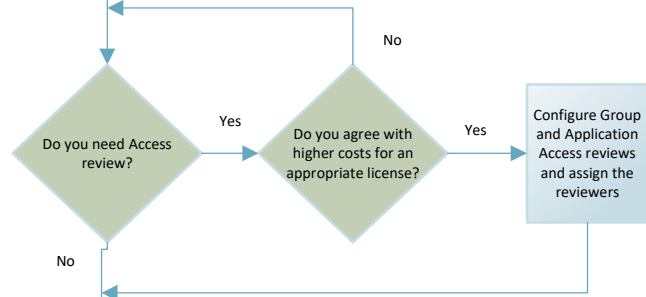 No
Do you need Access
review?
Yes
Do you agree with
higher costs for an
appropriate license?
Yes
Configure Group
and Application
Access reviews
and assign the
reviewers
No